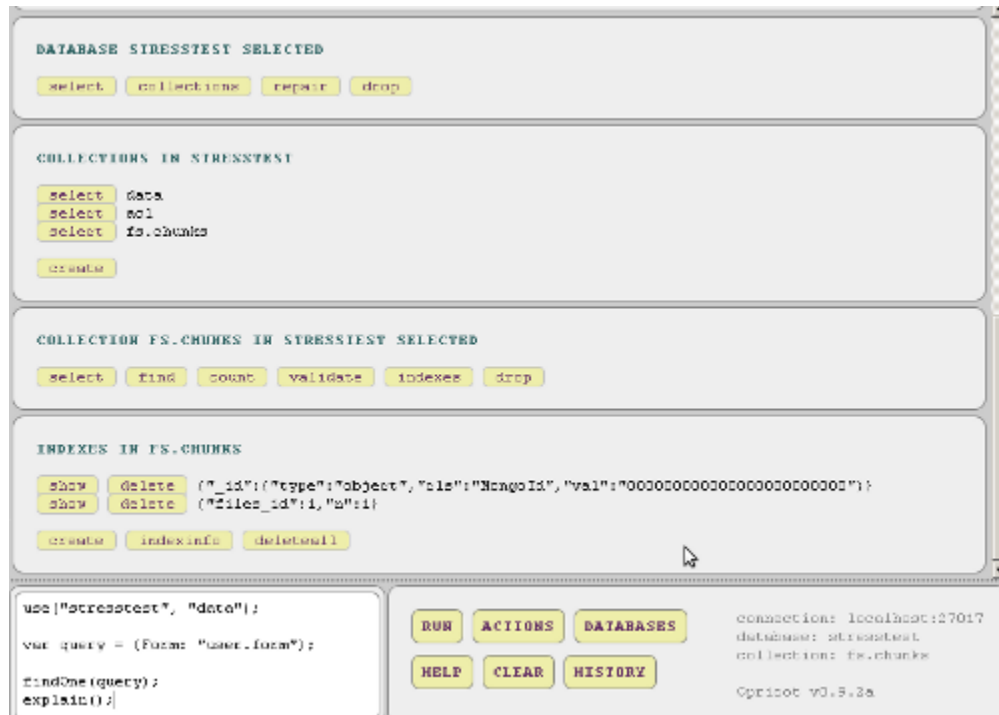 DATABASE STRESSTEST SELECTED
select collections repair drop
COLLECTIONS IN STRESSTEST
select data
select acl
select fs.chunks
create
COLLECTION FS.CHUNKS IN STRESSTEST SELECTED
select find count validate indexes drop
INDEXES IN FS.CHUNKS
show delete {"_id":{"type":"object","cls":"MongoId","val":"000000000000000000000000"}}
show delete {"files_id":1,"n":1}
create indexinfo deleteall
use("stresstest", "data");
var query = {Form: "user.form"};
findOne(query);
explain();
RUN ACTIONS DATABASES
HELP CLEAR HISTORY
connection: localhost:27017
database: stresstest
collection: fs.chunks
Opricot